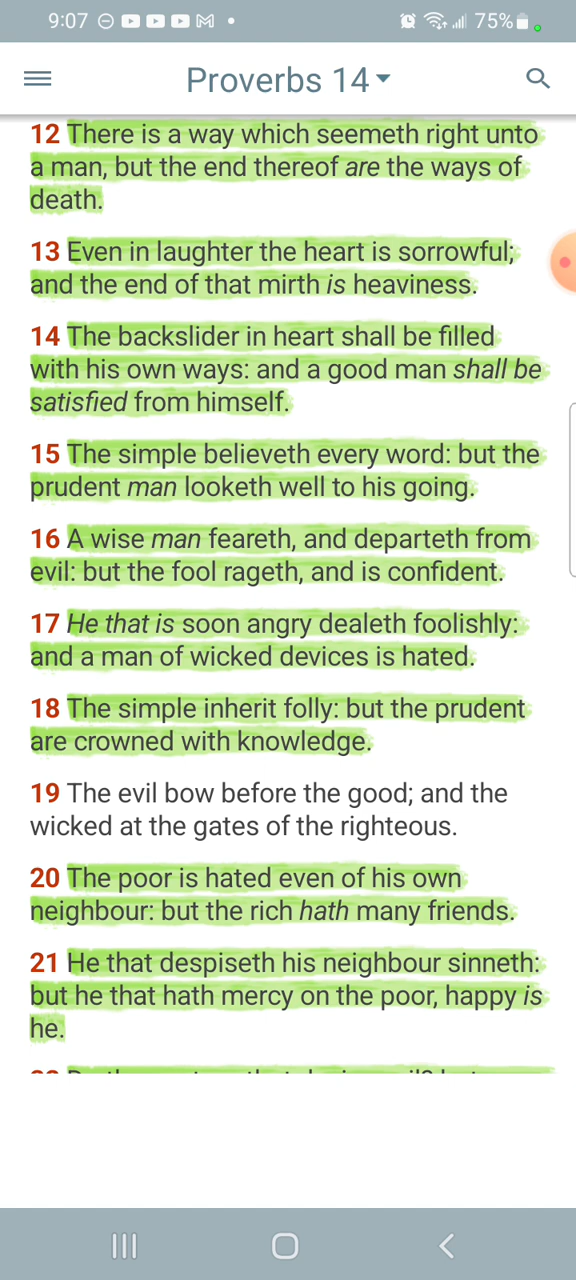 9:07
75%
Proverbs 14
12 There is a way which seemeth right unto
a man, but the end thereof are the ways of
death.
13 Even in laughter the heart is sorrowful;
and the end of that mirth is heaviness.
14 The backslider in heart shall be filled
with his own ways: and a good man shall be
satisfied from himself.
15 The simple believeth every word: but the
prudent man looketh well to his going.
16 A wise man feareth, and departeth from
evil: but the fool rageth, and is confident.
17 He that is soon angry dealeth foolishly:
and a man of wicked devices is hated.
18 The simple inherit folly: but the prudent
are crowned with knowledge.
19 The evil bow before the good; and the
wicked at the gates of the righteous.
20 The poor is hated even of his own
neighbour: but the rich hath many friends.
21 He that despiseth his neighbour sinneth:
but he that hath mercy on the poor, happy is
he.